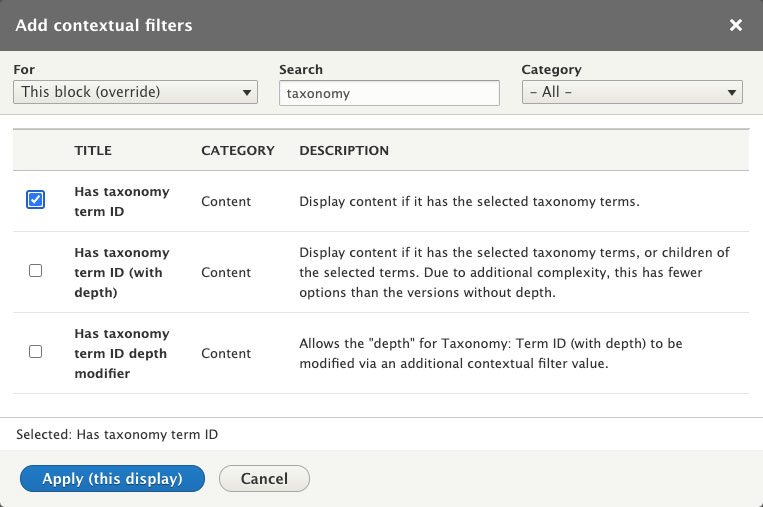 Add contextual filters
For
This block (override)
Search
taxonomy
Category
- All -
TITLE
CATEGORY
DESCRIPTION
Has taxonomy
term ID
Content
Display content if it has the selected taxonomy terms.
Has taxonomy
term ID (with
depth)
Content
Display content if it has the selected taxonomy terms, or children of
the selected terms. Due to additional complexity, this has fewer
options than the versions without depth.
Has taxonomy
term ID depth
modifier
Content
Allows the "depth" for Taxonomy: Term ID (with depth) to be
modified via an additional contextual filter value.
Selected: Has taxonomy term ID
Apply (this display)
Cancel